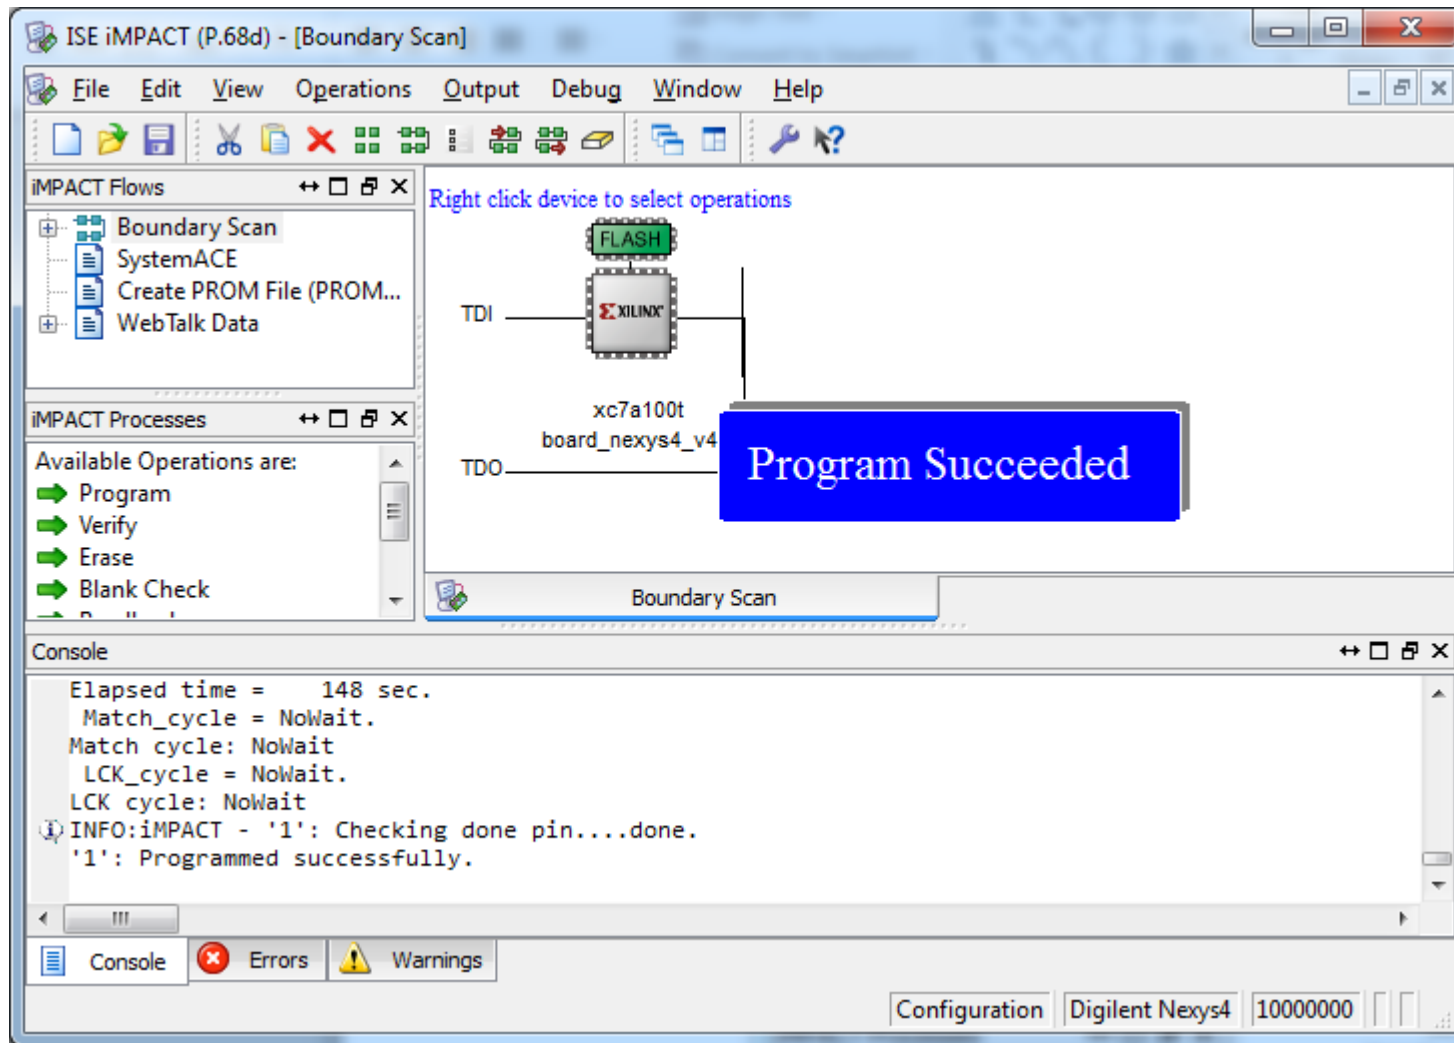 ISE iMPACT (P.68d) - [Boundary Scan]
File Edit View Operations Output Debug Window Help
iMPACT Flows
Boundary Scan
SystemACE
Create PROM File (PROM...
WebTalk Data
iMPACT Processes
Available Operations are:
Program
Verify
Erase
Blank Check
Right click device to select operations
FLASH
TDI
XILINX
xc7a100t
board_nexys4_v4
TDO
Program Succeeded
Boundary Scan
Console
Elapsed time =    148 sec.
Match_cycle = NoWait.
Match cycle: NoWait
LCK_cycle = NoWait.
LCK cycle: NoWait
INFO:iMPACT - '1': Checking done pin....done.
'1': Programmed successfully.
Console Errors Warnings
Configuration Digilent Nexys4 10000000